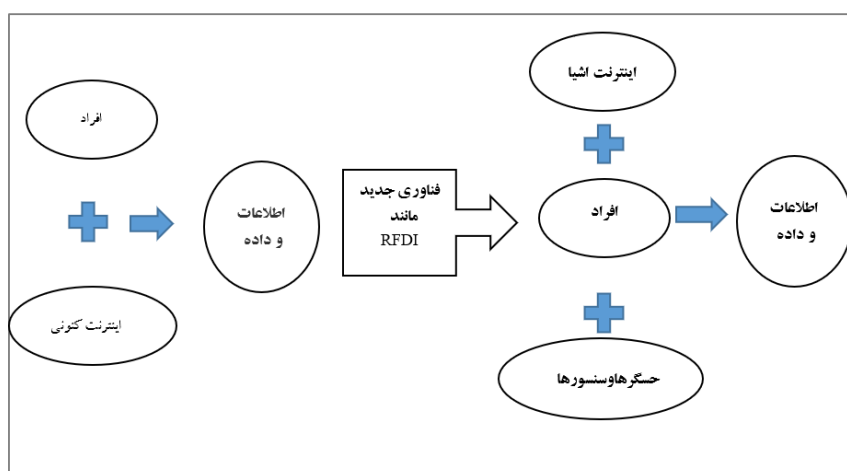 افراد
اینترنت کنونی
اطلاعات
و داده
فناوری جدید
مانند
RFDI
اینترنت اشیا
افراد
حسگرهاوسنسورها
اطلاعات
و داده